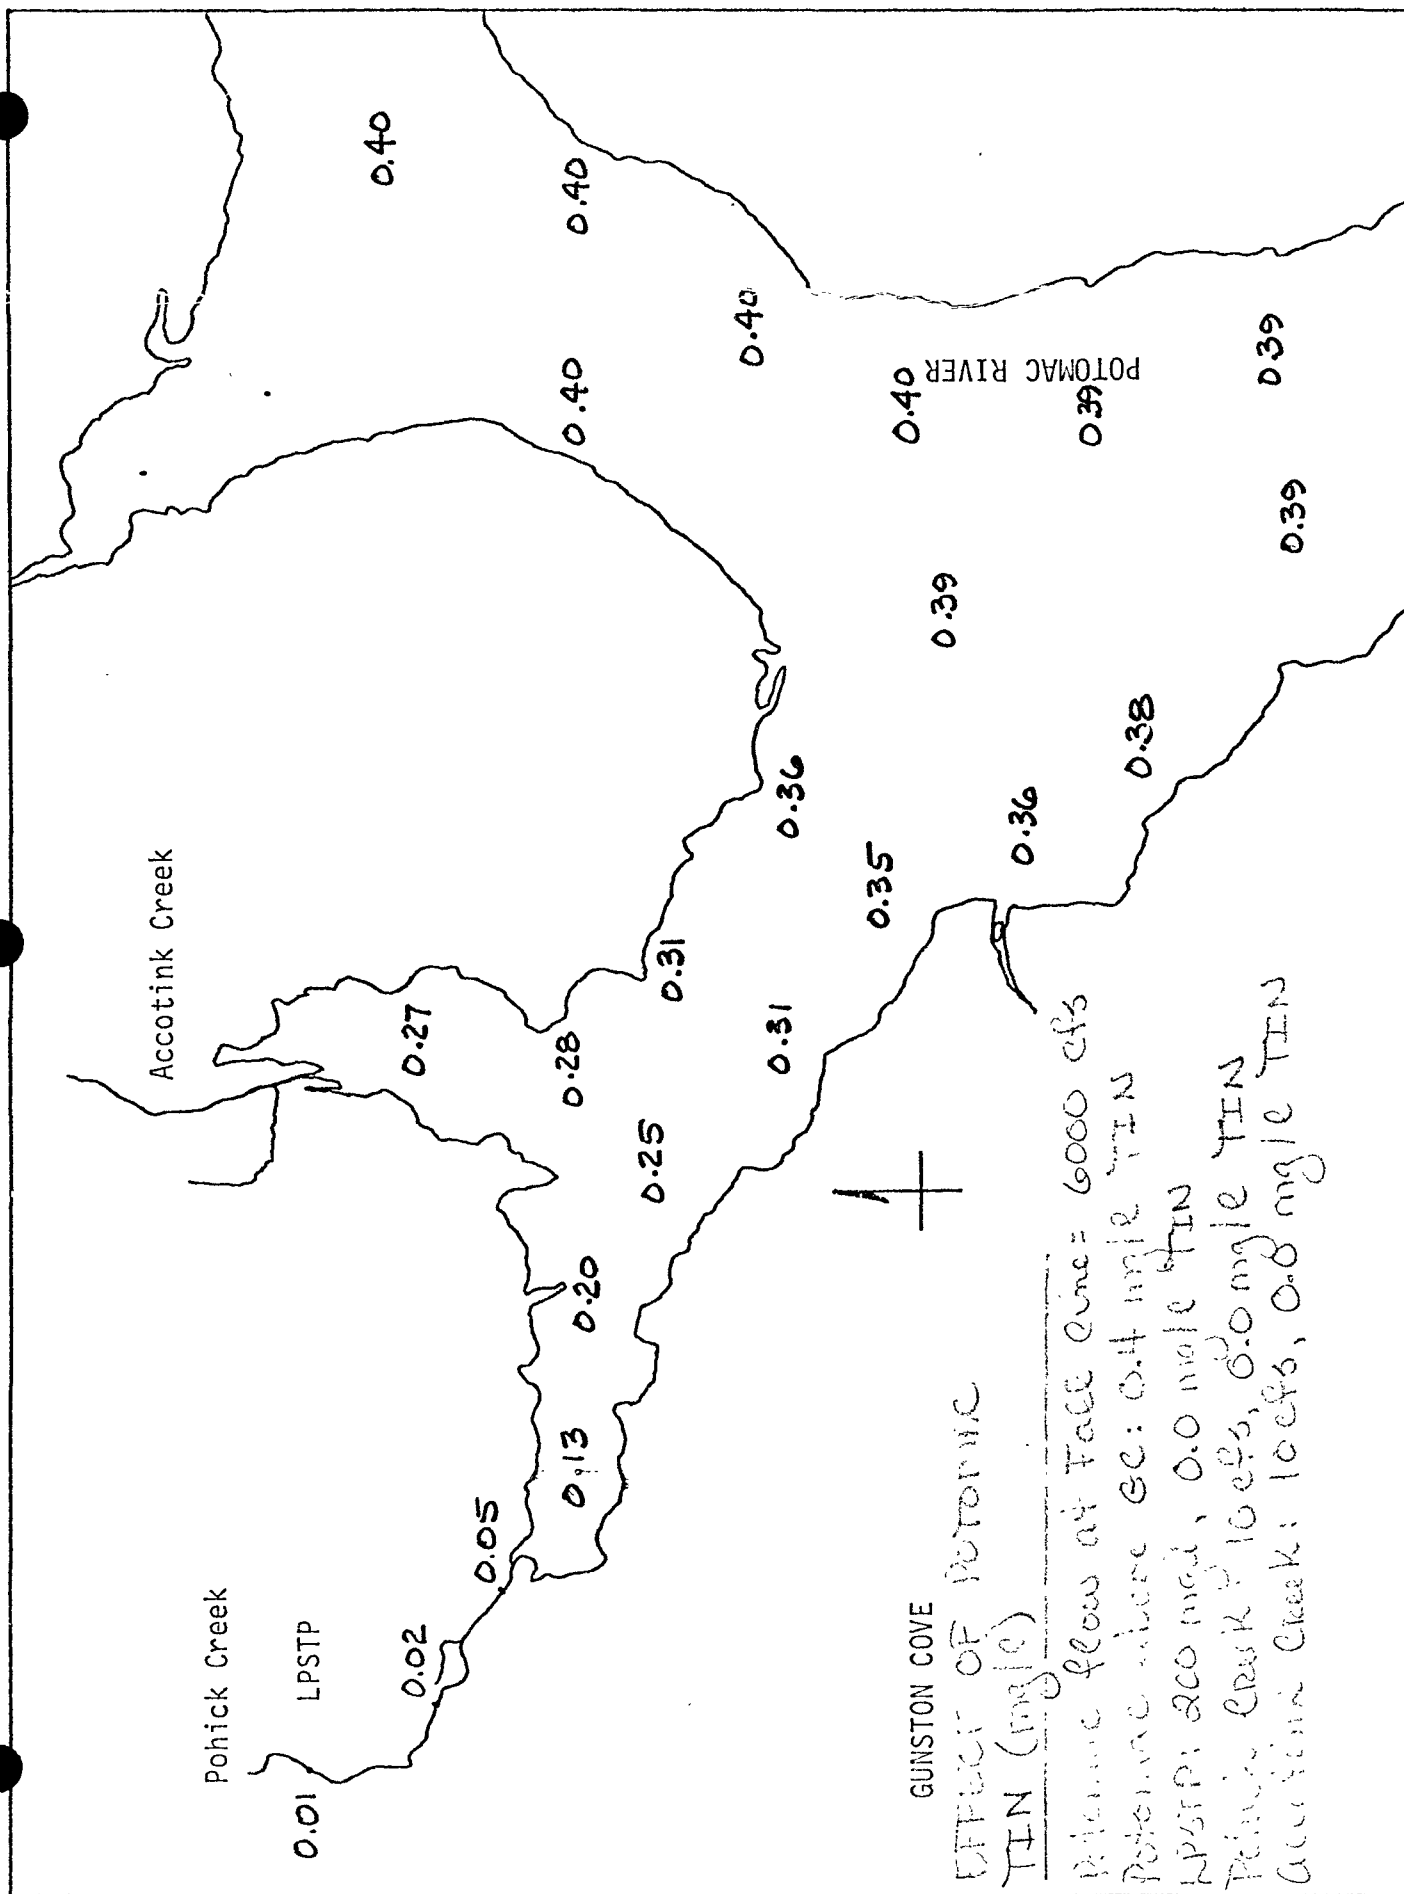 Pohick Creek
LPSTP
Accotink Creek
0.01
0.02
0.05
0.13
0.20
0.25
0.27
0.28
0.31
0.31
0.35
0.36
0.36
0.38
0.39
0.39
0.39
0.39
0.40
0.40
0.40
0.40
0.40
POTOMAC RIVER
GUNSTON COVE
EFFECT OF POTOMAC
TIN (mg/l)
Potomac flow at Fall Line = 6000 cfs
Potomac above GC: 0.4 mg/l TIN
LPSTP: 200 mgd, 0.0 mg/l TIN
Pohick Creek: 10 cfs, 0.0 mg/l TIN
Accotink Creek: 10 cfs, 0.0 mg/l TIN